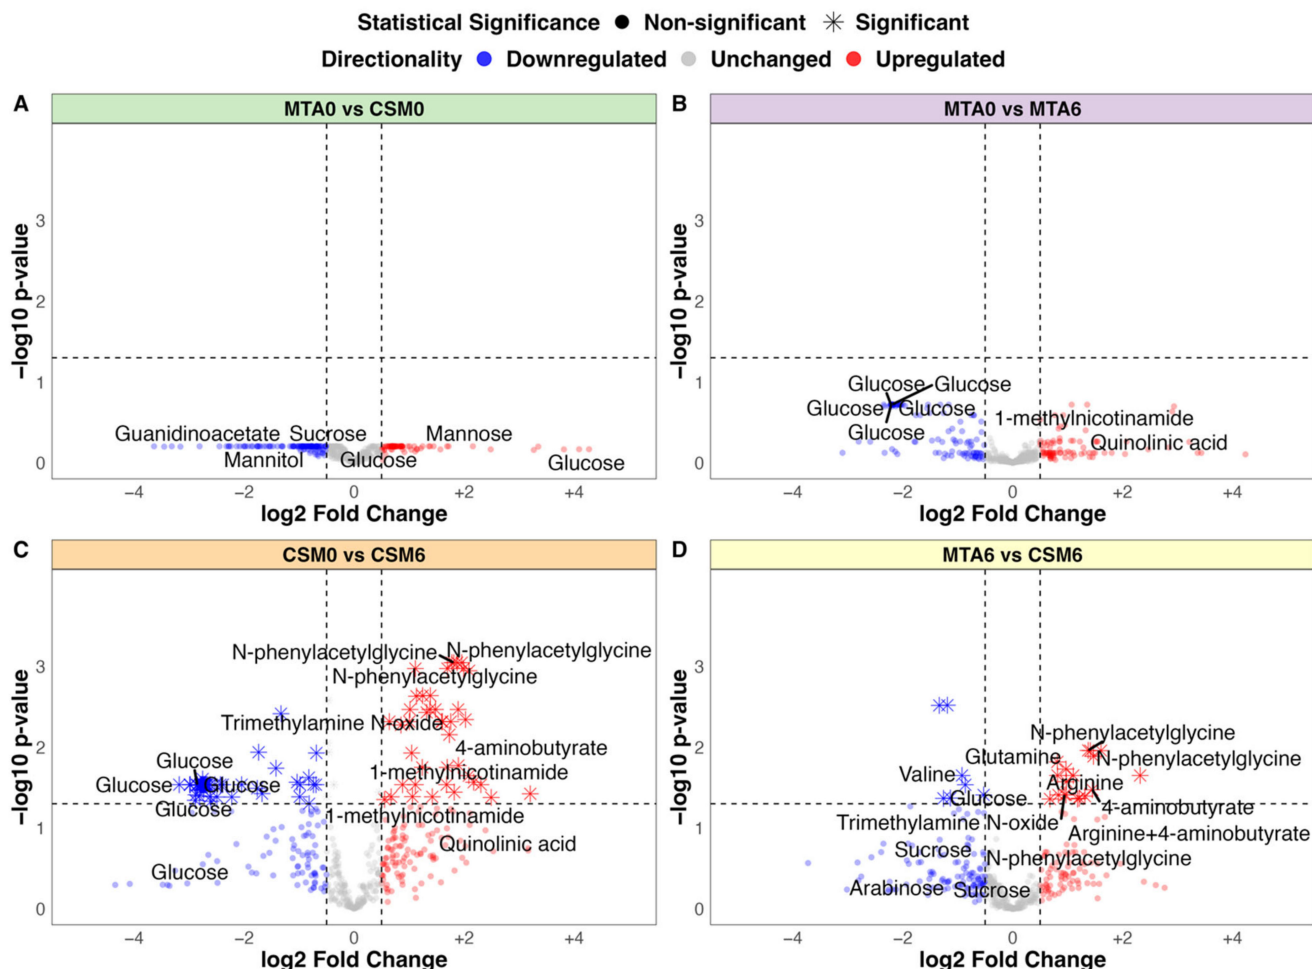 Statistical Significance Non-significant Significant
Directionality Downregulated Unchanged Upregulated
A
MTA0 vs CSM0
−log10 p-value
3
2
1
0
Guanidinoacetate Sucrose Mannose
Mannitol Glucose Glucose
−4 −2 0 +2 +4
log2 Fold Change
B
MTA0 vs MTA6
−log10 p-value
3
2
1
0
Glucose Glucose
Glucose Glucose 1-methylnicotinamide
Glucose Quinolinic acid
−4 −2 0 +2 +4
log2 Fold Change
C
CSM0 vs CSM6
−log10 p-value
3
2
1
0
N-phenylacetylglycine N-phenylacetylglycine
N-phenylacetylglycine
Trimethylamine N-oxide
4-aminobutyrate
Glucose
1-methylnicotinamide
Glucose Glucose
Glucose
1-methylnicotinamide
Quinolinic acid
Glucose
−4 −2 0 +2 +4
log2 Fold Change
D
MTA6 vs CSM6
−log10 p-value
3
2
1
0
N-phenylacetylglycine
Glutamine N-phenylacetylglycine
Valine Arginine
Glucose 4-aminobutyrate
Trimethylamine N-oxide
Arginine+4-aminobutyrate
Sucrose N-phenylacetylglycine
Arabinose Sucrose
−4 −2 0 +2 +4
log2 Fold Change